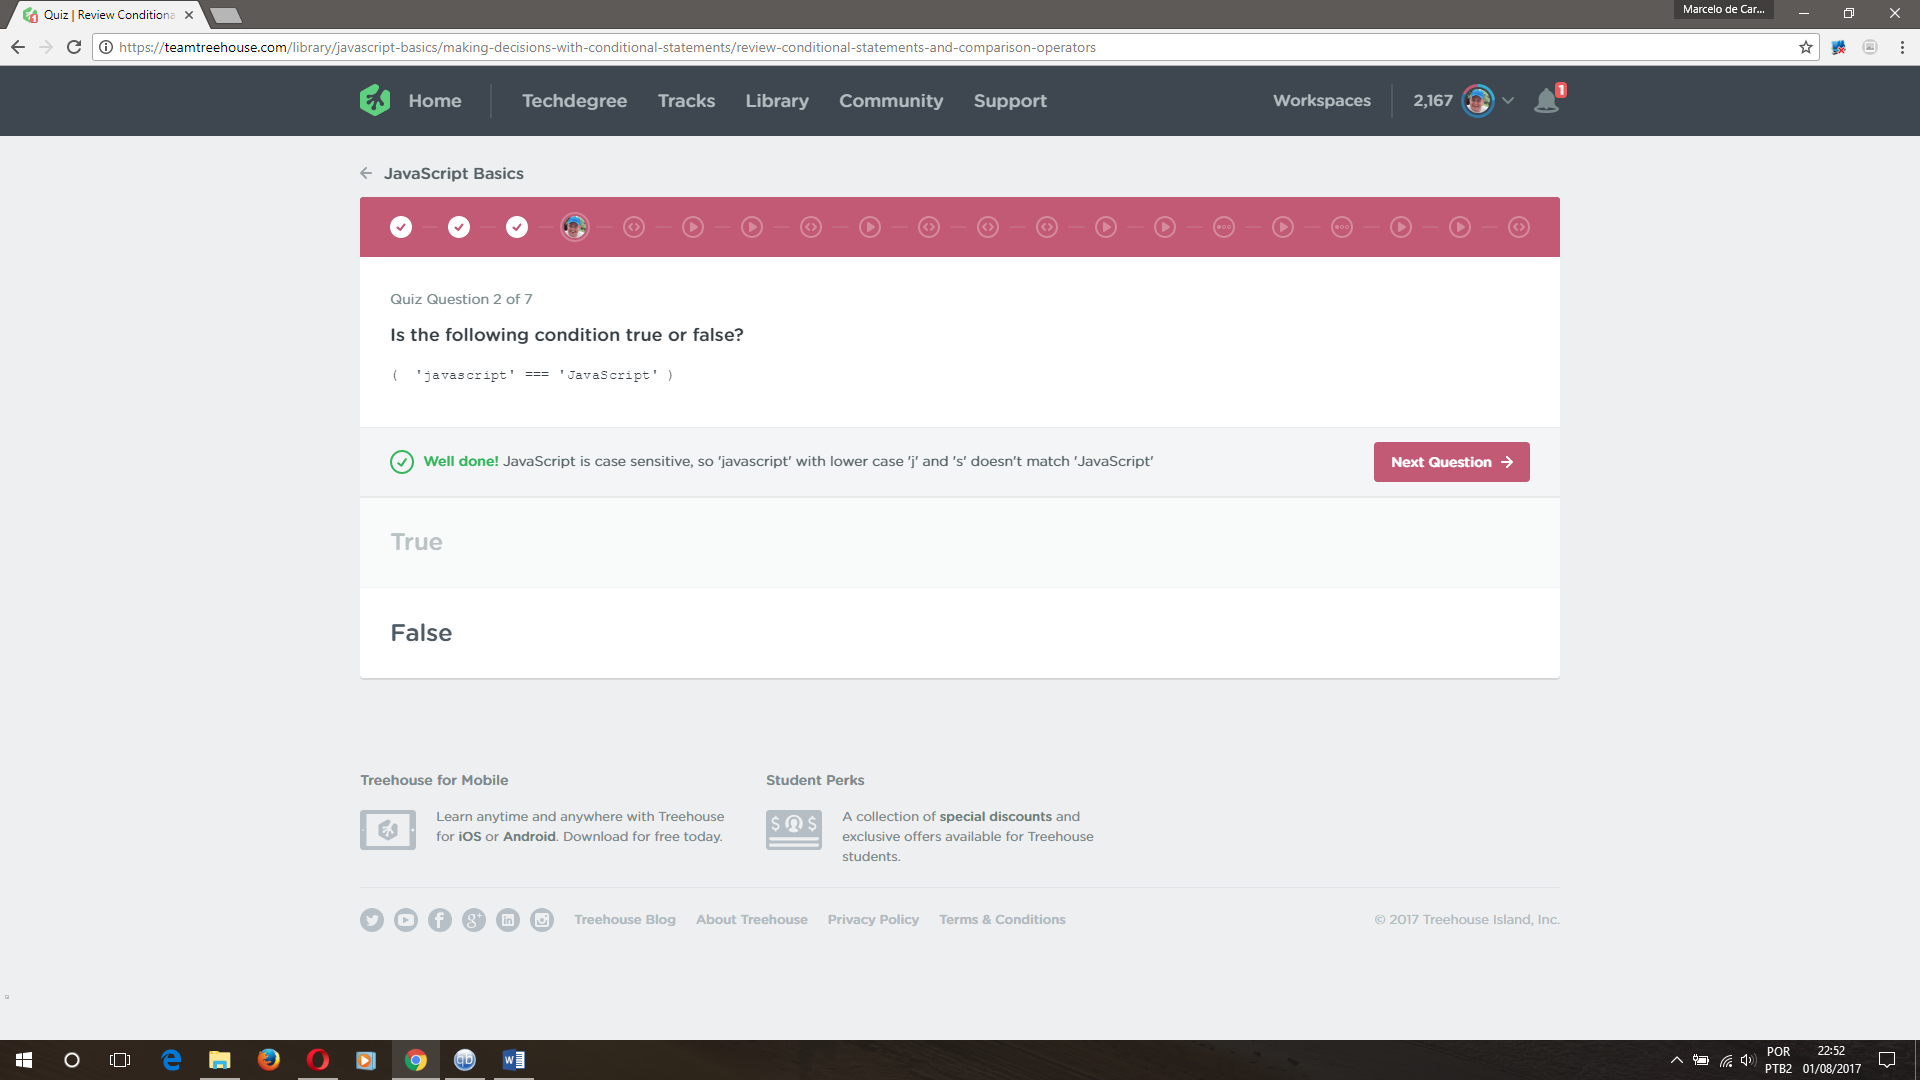 Quiz | Review Conditiona
Marcelo de Car...
https://teamtreehouse.com/library/javascript-basics/making-decisions-with-conditional-statements/review-conditional-statements-and-comparison-operators
Home
Techdegree
Tracks
Library
Community
Support
Workspaces
2,167
1
JavaScript Basics
Quiz Question 2 of 7
Is the following condition true or false?
( 'javascript' === 'JavaScript' )
Well done! JavaScript is case sensitive, so 'javascript' with lower case 'j' and 's' doesn't match 'JavaScript'
Next Question
True
False
Treehouse for Mobile
Learn anytime and anywhere with Treehouse
for iOS or Android. Download for free today.
Student Perks
A collection of special discounts and
exclusive offers available for Treehouse
students.
Treehouse Blog
About Treehouse
Privacy Policy
Terms & Conditions
© 2017 Treehouse Island, Inc.
POR
PTB2
22:52
01/08/2017